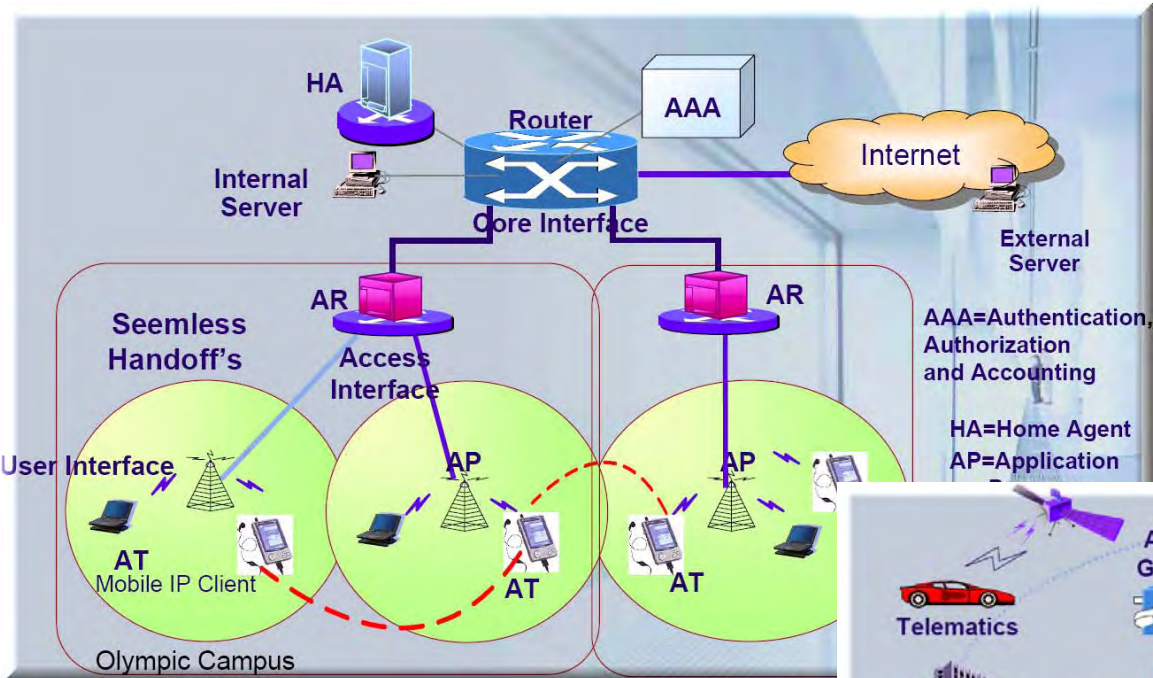 HA
Router
AAA
Internet
Internal
Server
Core Interface
External
Server
AR
AR
Seemless
Handoff's
Access
Interface
AAA=Authentication,
Authorization
and Accounting
HA=Home Agent
AP=Application
User Interface
AP
AP
AT
Mobile IP Client
AT
AT
Telematics
A
G
Olympic Campus